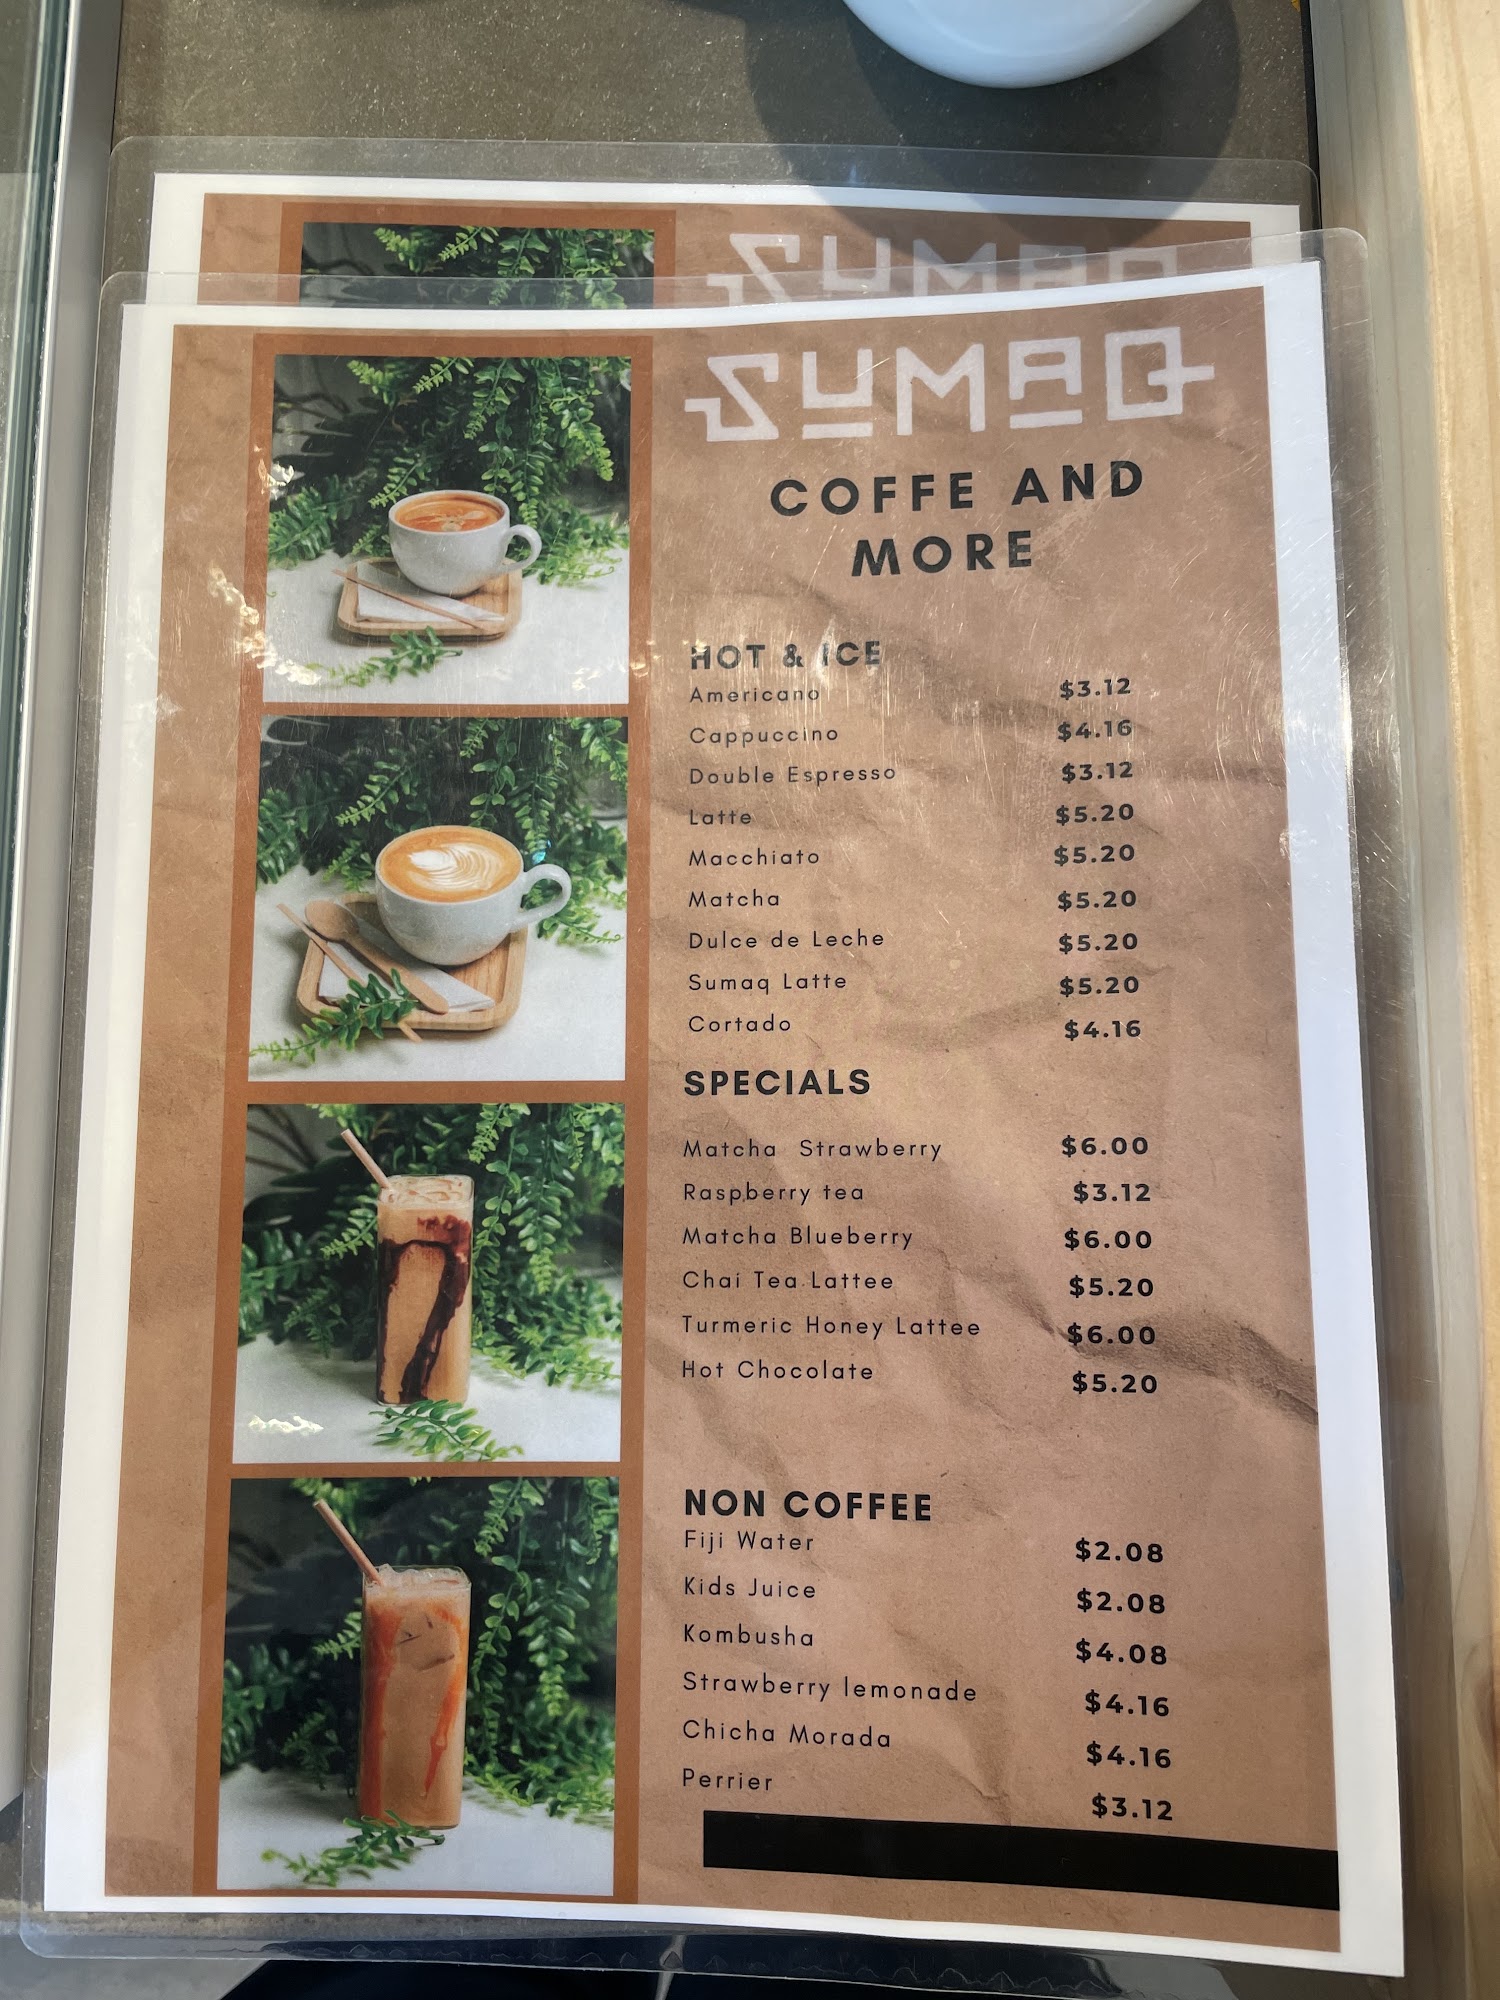 SUMAQ
SUMAQ
COFFE AND
MORE
HOT & ICE
Americano $3.12
Cappuccino $4.16
Double Espresso $3.12
Latte $5.20
Macchiato $5.20
Matcha $5.20
Dulce de Leche $5.20
Sumaq Latte $5.20
Cortado $4.16
SPECIALS
Matcha Strawberry $6.00
Raspberry tea $3.12
Matcha Blueberry $6.00
Chai Tea Lattee $5.20
Turmeric Honey Lattee $6.00
Hot Chocolate $5.20
NON COFFEE
Fiji Water $2.08
Kids Juice $2.08
Kombusha $4.08
Strawberry lemonade $4.16
Chicha Morada $4.16
Perrier $3.12